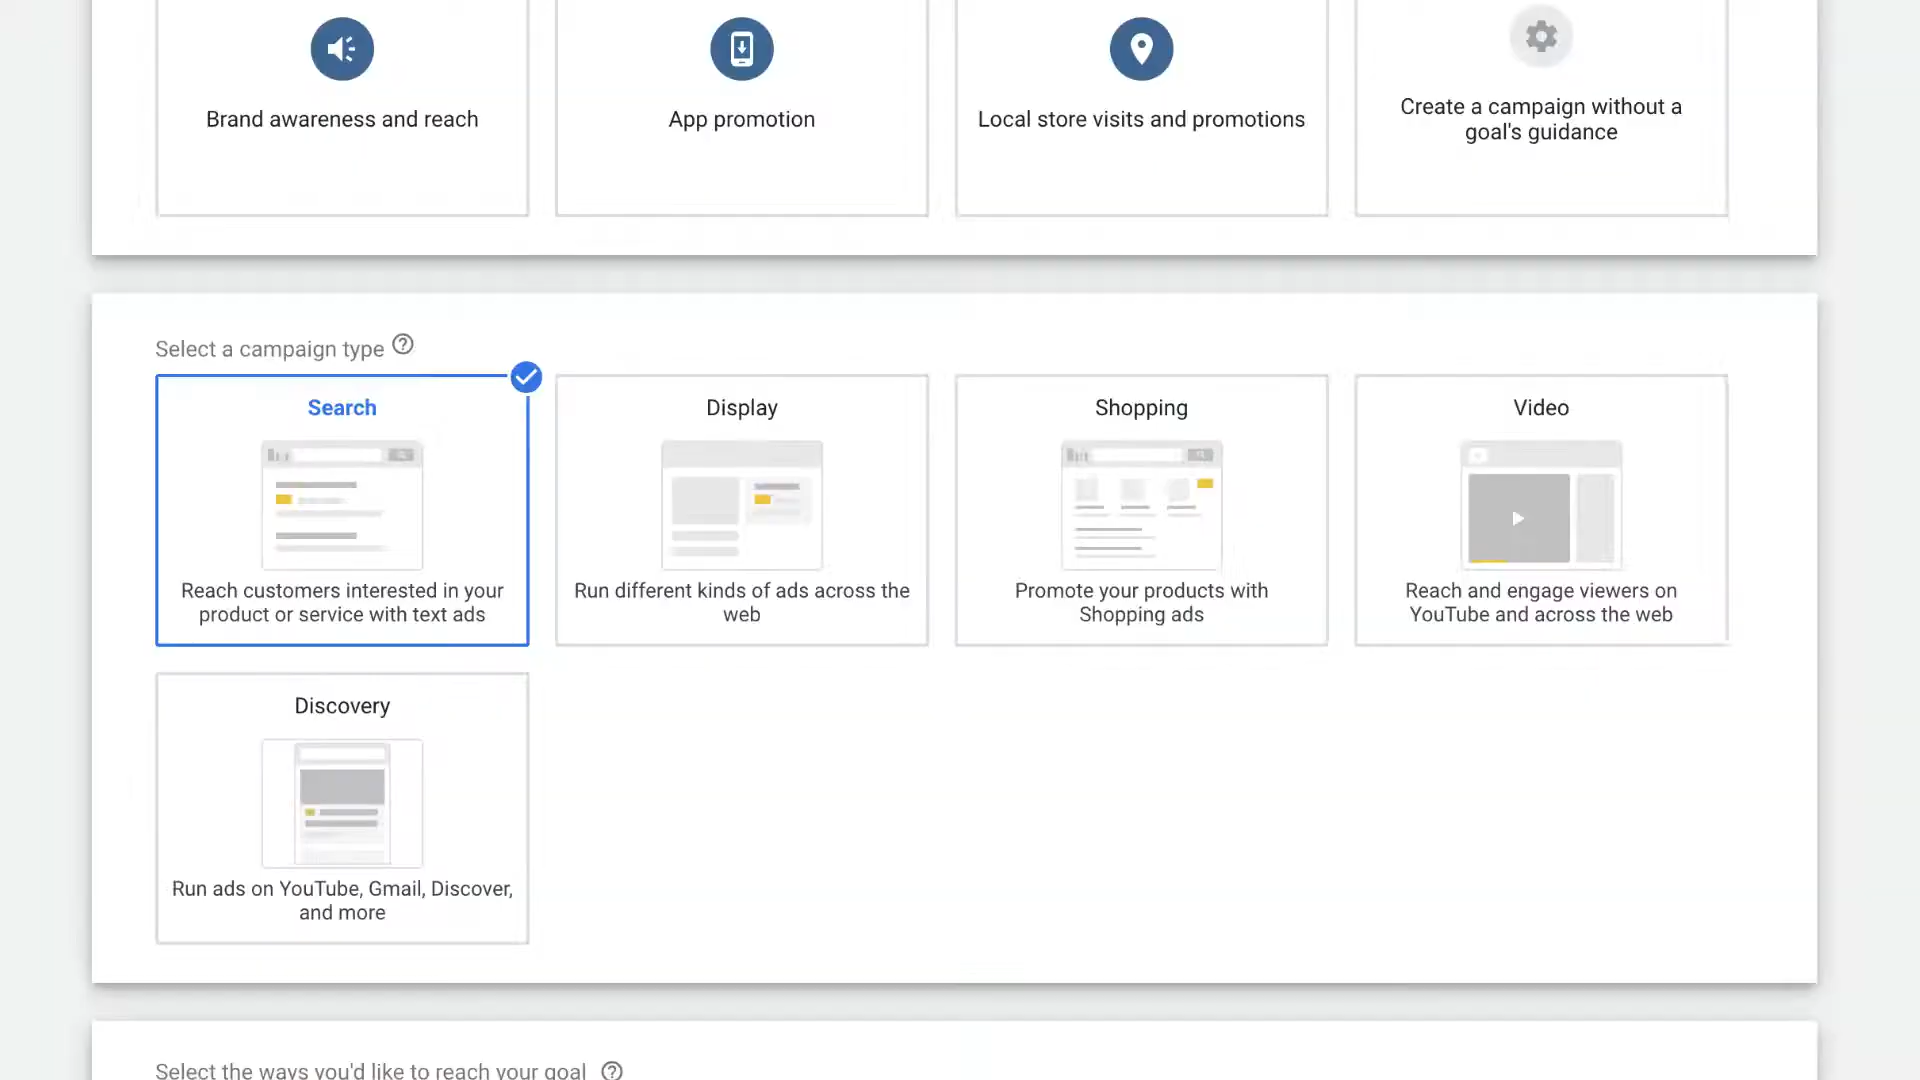 Brand awareness and reach
App promotion
Local store visits and promotions
Create a campaign without a
goal's guidance
Select a campaign type
Search
Reach customers interested in your
product or service with text ads
Display
Run different kinds of ads across the
web
Shopping
Promote your products with
Shopping ads
Video
Reach and engage viewers on
YouTube and across the web
Discovery
Run ads on YouTube, Gmail, Discover,
and more
Select the ways you'd like to reach your goal